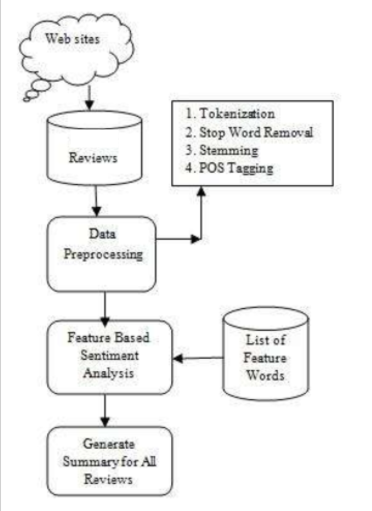 Web sites
1. Tokenization
2. Stop Word Removal
3. Stemming
4. POS Tagging
Reviews
Data
Preprocessing
Feature Based
Sentiment
Analysis
List of
Feature
Words
Generate
Summary for All
Reviews